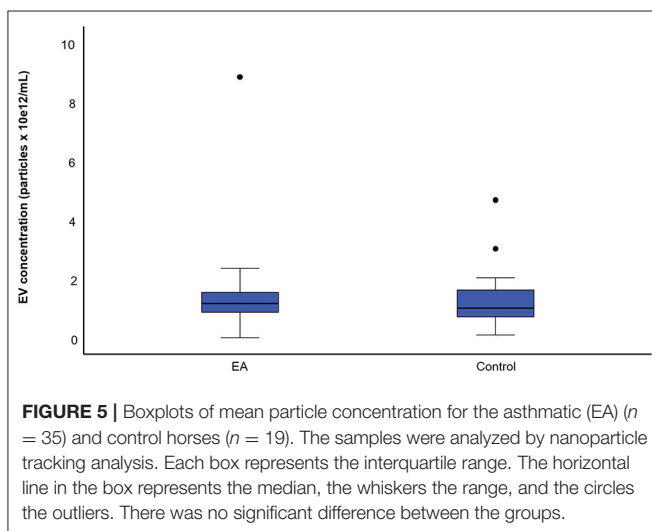 10
8
6
4
2
0
EV concentration (particles x 10e12/mL)
EA Control
FIGURE 5 | Boxplots of mean particle concentration for the asthmatic (EA) (n
= 35) and control horses (n = 19). The samples were analyzed by nanoparticle
tracking analysis. Each box represents the interquartile range. The horizontal
line in the box represents the median, the whiskers the range, and the circles
the outliers. There was no significant difference between the groups.